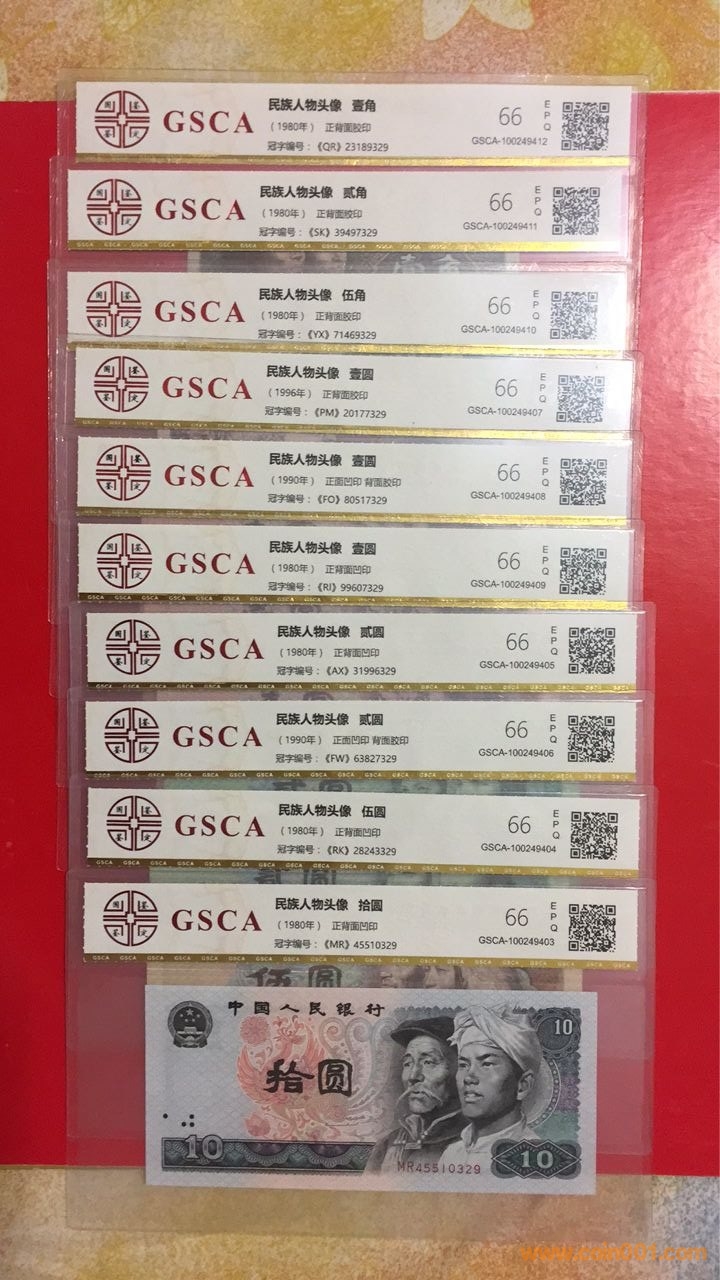 GSCA
民族人物头像 壹角
（1980年） 正背面胶印
冠字编号：《QR》23189329
66
EPQ
GSCA-100249412
GSCA
民族人物头像 贰角
（1980年） 正背面胶印
冠字编号：《SK》39497329
66
EPQ
GSCA-100249411
GSCA
民族人物头像 伍角
（1980年） 正背面胶印
冠字编号：《YX》71469329
66
EPQ
GSCA-100249410
GSCA
民族人物头像 壹圆
（1996年） 正背面胶印
冠字编号：《PM》20177329
66
EPQ
GSCA-100249407
GSCA
民族人物头像 壹圆
（1990年） 正面凹印 背面胶印
冠字编号：《FO》80517329
66
EPQ
GSCA-100249408
GSCA
民族人物头像 壹圆
（1980年） 正背面凹印
冠字编号：《RI》99607329
66
EPQ
GSCA-100249409
GSCA
民族人物头像 贰圆
（1980年） 正背面凹印
冠字编号：《AX》31996329
66
EPQ
GSCA-100249405
GSCA
民族人物头像 贰圆
（1990年） 正面凹印 背面胶印
冠字编号：《FW》63827329
66
EPQ
GSCA-100249406
贰圆
GSCA
民族人物头像 伍圆
（1980年） 正背面凹印
冠字编号：《RK》28243329
66
EPQ
GSCA-100249404
贰圆
GSCA
民族人物头像 拾圆
（1980年） 正背面凹印
冠字编号：《MR》45510329
66
EPQ
GSCA-100249403
伍圆
中国人民银行
10
拾圆
10
MR45510329
10